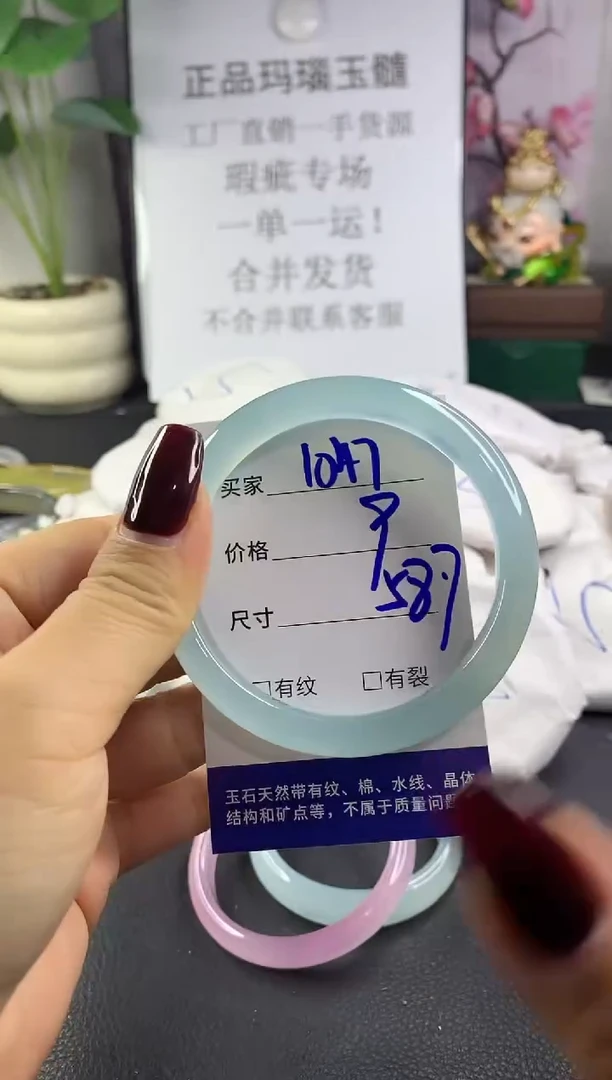 正品玛瑙玉髓
工厂直销一手货源
瑕疵专场
一单一运！
合并发货
不合并联系客服
买家 1047
价格 9
尺寸 58.7
□有纹 □有裂
玉石天然带有纹、棉、水线、晶体
结构和矿点等，不属于质量问题